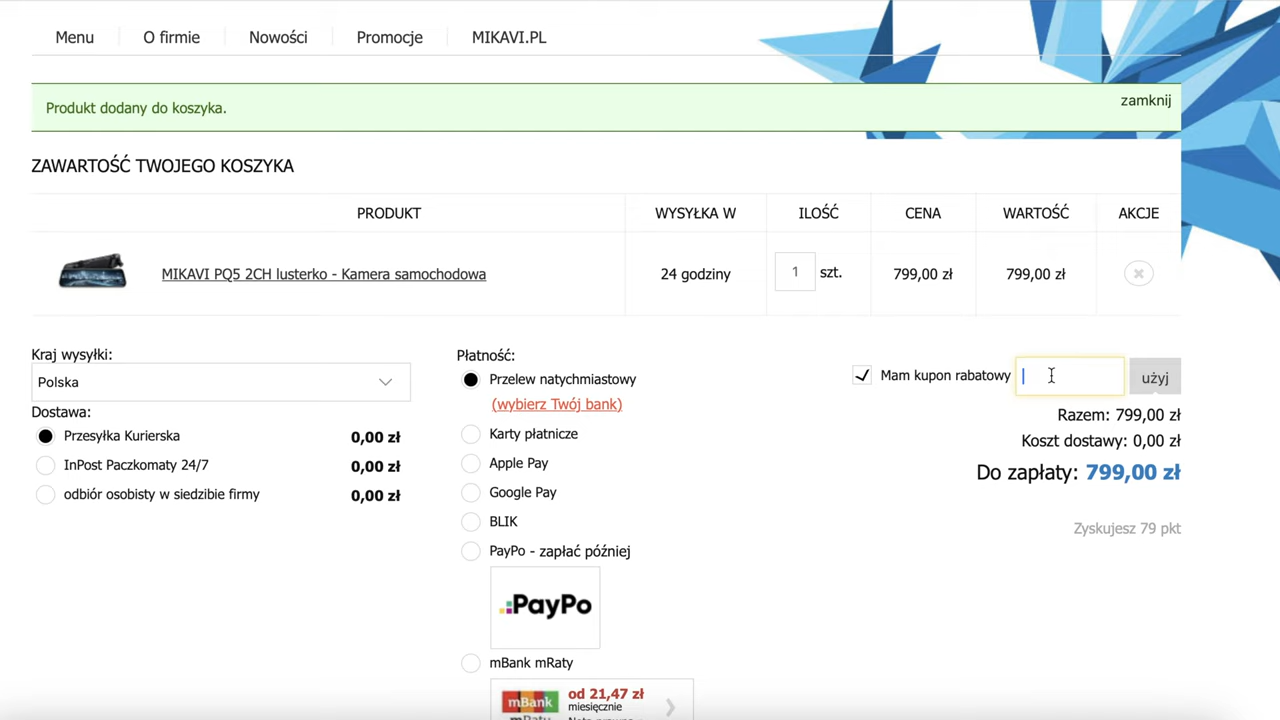 Menu
O firmie
Nowości
Promocje
MIKAVI.PL
Produkt dodany do koszyka.
zamknij
ZAWARTOŚĆ TWOJEGO KOSZYKA
PRODUKT
WYSYŁKA W
ILOŚĆ
CENA
WARTOŚĆ
AKCJE
MIKAVI PQ5 2CH lusterko - Kamera samochodowa
24 godziny
1 szt.
799,00 zł
799,00 zł
Kraj wysyłki:
Polska
Dostawa:
Przesyłka Kurierska 0,00 zł
InPost Paczkomaty 24/7 0,00 zł
odbiór osobisty w siedzibie firmy 0,00 zł
Płatność:
Przelew natychmiastowy
(wybierz Twój bank)
Karty płatnicze
Apple Pay
Google Pay
BLIK
PayPo - zapłać później
PayPo
mBank mRaty
mBank
od 21,47 zł
miesięcznie
Mam kupon rabatowy
użyj
Razem: 799,00 zł
Koszt dostawy: 0,00 zł
Do zapłaty: 799,00 zł
Zyskujesz 79 pkt